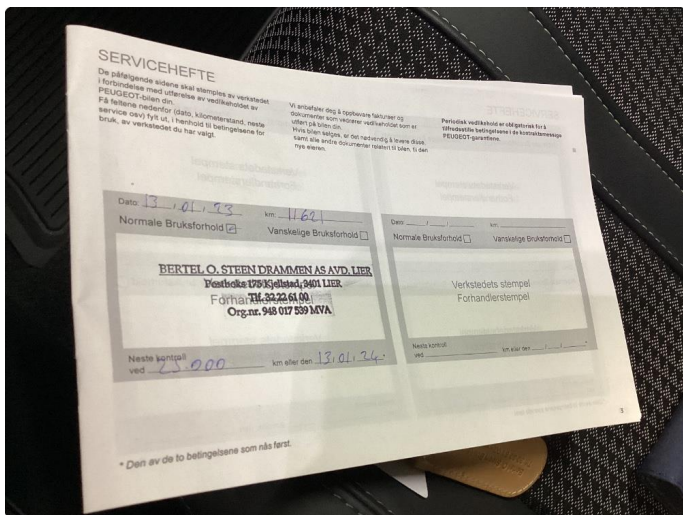 SERVICEHEFTE
De påfølgende sidene skal stemples av verkstedet
i forbindelse med utførelse av vedlikeholdet av
PEUGEOT-bilen din.
Få feltene nedenfor (dato, kilometerstand, neste
service osv) fylt ut, i henhold til betingelsene for
bruk, av verkstedet du har valgt.
Vi anbefaler deg å oppbevare fakturaer og
dokumenter som vedrører vedlikeholdet som er
utført på bilen din.
Hvis bilen selges, er det nødvendig å levere disse,
samt alle andre dokumenter relatert til bilen, til den
nye eieren.
Periodisk vedlikehold er obligatorisk for å
tilfredsstille betingelsene i de kontraktsmessige
PEUGEOT-garantiene.
Dato: 13.01.23 km: 11621
Normale Bruksforhold Vanskelige Bruksforhold
BERTEL O. STEEN DRAMMEN AS AVD. LIER
Postboks 175 Kjellstad, 3401 LIER
Forhandlerstempel
Tlf. 32 22 61 00
Org.nr. 948 017 539 MVA
Neste kontroll
ved 25.000 km eller den 13.01.24.*
Dato: / / km:
Normale Bruksforhold Vanskelige Bruksforhold
Verkstedets stempel
Forhandlerstempel
Neste kontroll
ved km eller den / / *
* Den av de to betingelsene som nås først.
3